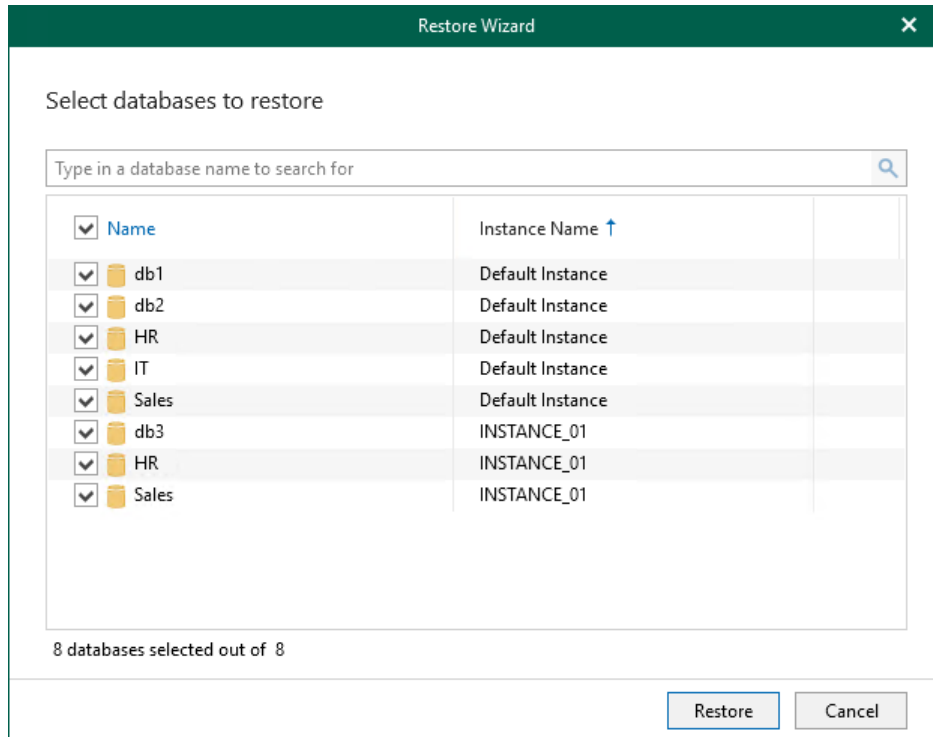 Restore Wizard
Select databases to restore
Type in a database name to search for
Name Instance Name ↑
db1 Default Instance
db2 Default Instance
HR Default Instance
IT Default Instance
Sales Default Instance
db3 INSTANCE_01
HR INSTANCE_01
Sales INSTANCE_01
8 databases selected out of 8
Restore Cancel